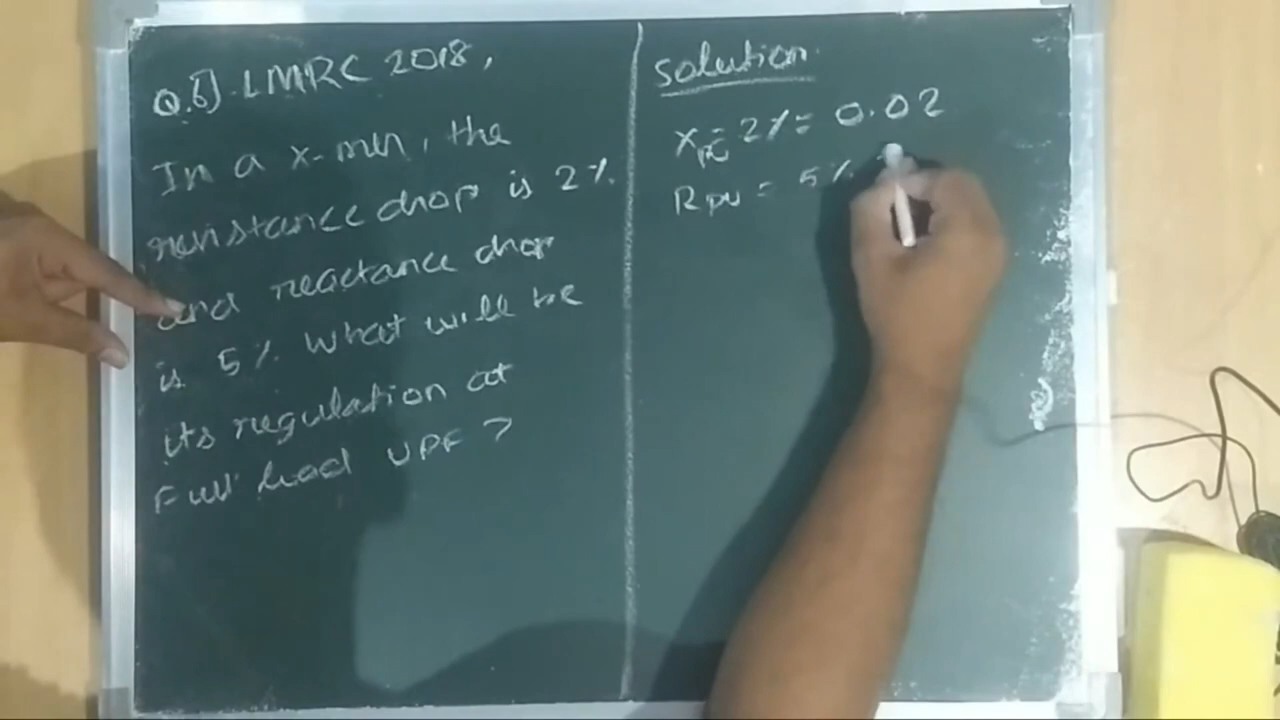 Q.6] LMRC 2018,
In a x-mer, the
resistance drop is 2%
and reactance drop
is 5% What will be
its regulation at
Full load UPF ?
Solution
Xpu = 2% = 0.02
Rpu = 5%